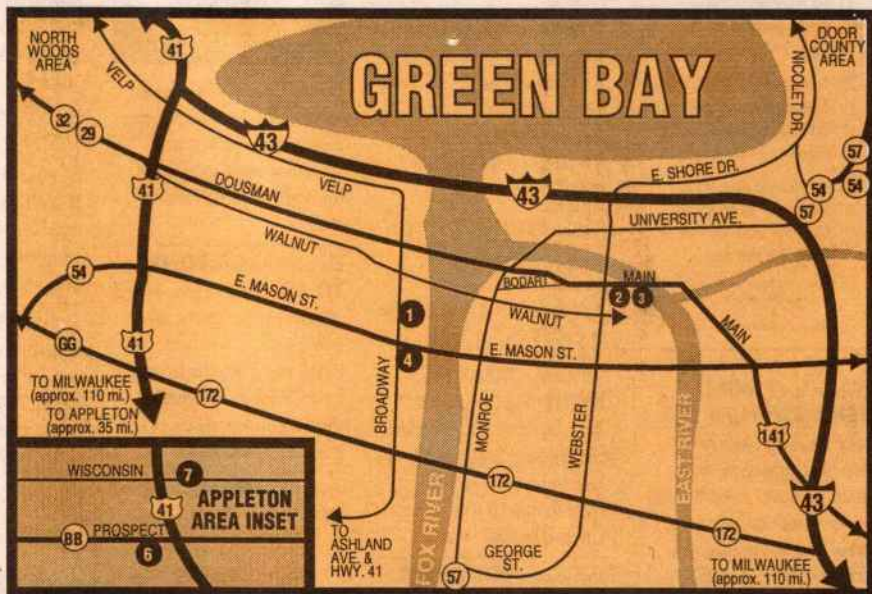 NORTH
WOODS
AREA
41
VELP
GREEN BAY
DOOR
COUNTY
AREA
NICOLET DR.
32
29
43
57
54
54
E. SHORE DR.
VELP
43
57
41
DOUSMAN
UNIVERSITY AVE.
WALNUT
BODART
MAIN
2 3
54
E. MASON ST.
1
WALNUT
MAIN
GG
41
4
E. MASON ST.
TO MILWAUKEE
(approx. 110 mi.)
172
TO APPLETON
(approx. 35 mi.)
BROADWAY
MONROE
WEBSTER
141
EAST RIVER
172
43
WISCONSIN
7
41
APPLETON
AREA INSET
BB
PROSPECT
6
TO
ASHLAND
AVE. &
HWY. 41
FOX RIVER
GEORGE
ST.
57
172
TO MILWAUKEE
(approx. 110 mi.)